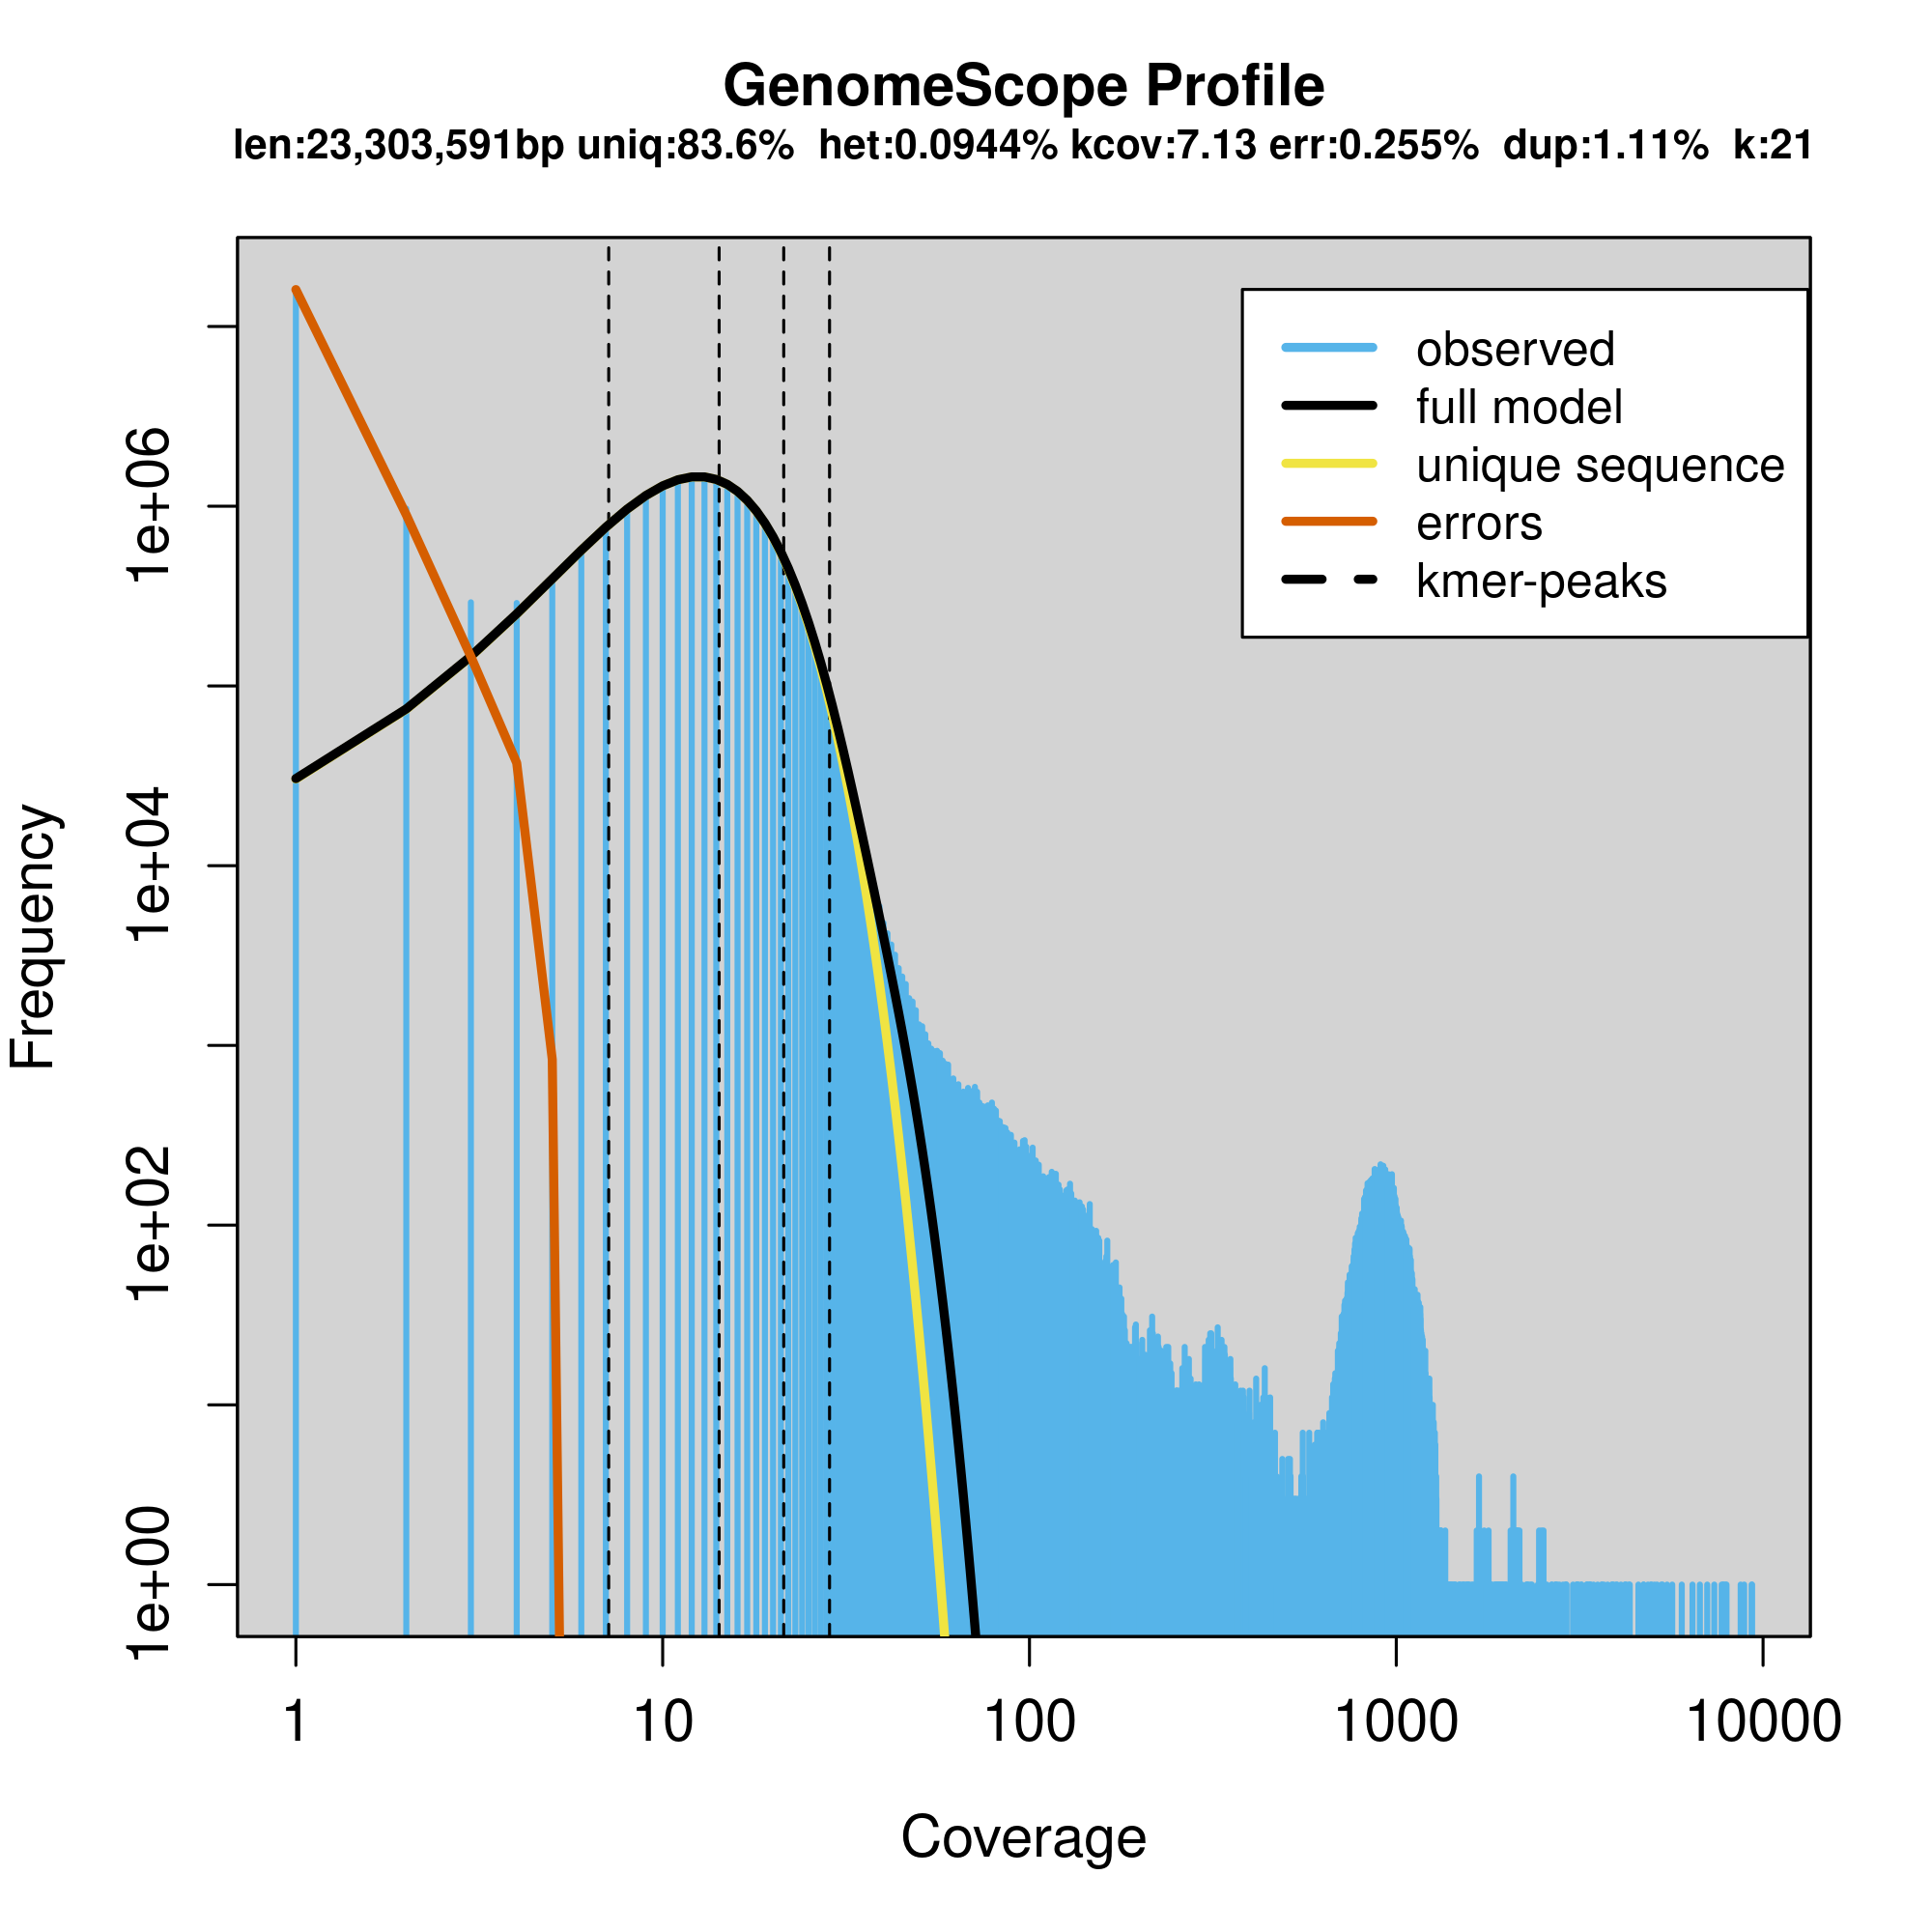 GenomeScope Profile
len:23,303,591bp uniq:83.6% het:0.0944% kcov:7.13 err:0.255% dup:1.11% k:21
observed
full model
unique sequence
errors
kmer-peaks
Frequency
1e+06
1e+04
1e+02
1e+00
1 10 100 1000 10000
Coverage